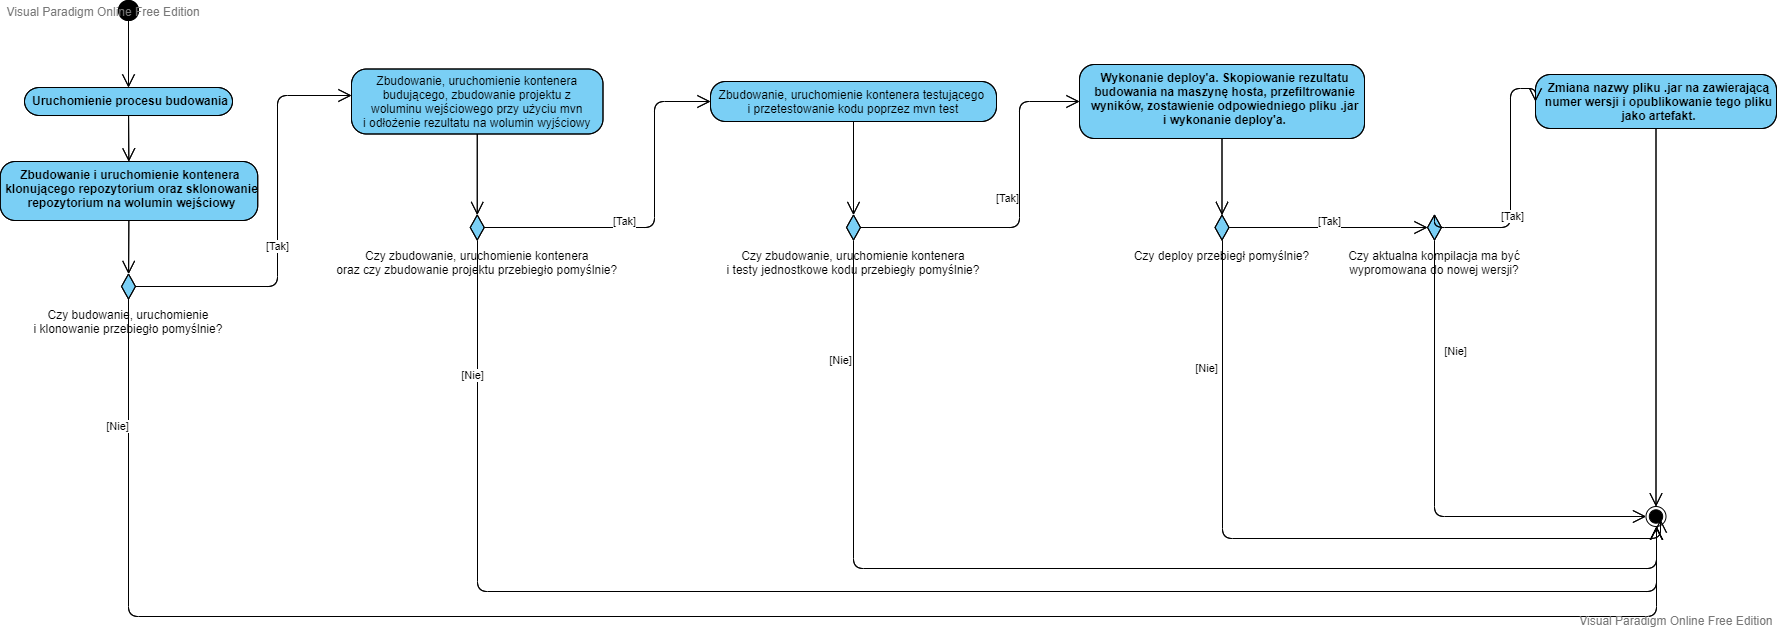 Visual Paradigm Online Free Edition
Uruchomienie procesu budowania
Zbudowanie i uruchomienie kontenera
klonującego repozytorium oraz sklonowanie
repozytorium na wolumin wejściowy
Czy budowanie, uruchomienie
i klonowanie przebiegło pomyślnie?
[Tak]
[Nie]
Zbudowanie, uruchomienie kontenera
budującego, zbudowanie projektu z
woluminu wejściowego przy użyciu mvn
i odłożenie rezultatu na wolumin wyjściowy
Czy zbudowanie, uruchomienie kontenera
oraz czy zbudowanie projektu przebiegło pomyślnie?
[Tak]
[Nie]
Zbudowanie, uruchomienie kontenera testującego
i przetestowanie kodu poprzez mvn test
Czy zbudowanie, uruchomienie kontenera
i testy jednostkowe kodu przebiegły pomyślnie?
[Tak]
[Nie]
Wykonanie deploy'a. Skopiowanie rezultatu
budowania na maszynę hosta, przefiltrowanie
wyników, zostawienie odpowiedniego pliku .jar
i wykonanie deploy'a.
Czy deploy przebiegł pomyślnie?
[Tak]
[Nie]
Czy aktualna kompilacja ma być
wypromowana do nowej wersji?
[Tak]
[Nie]
Zmiana nazwy pliku .jar na zawierającą
numer wersji i opublikowanie tego pliku
jako artefakt.
Visual Paradigm Online Free Edition